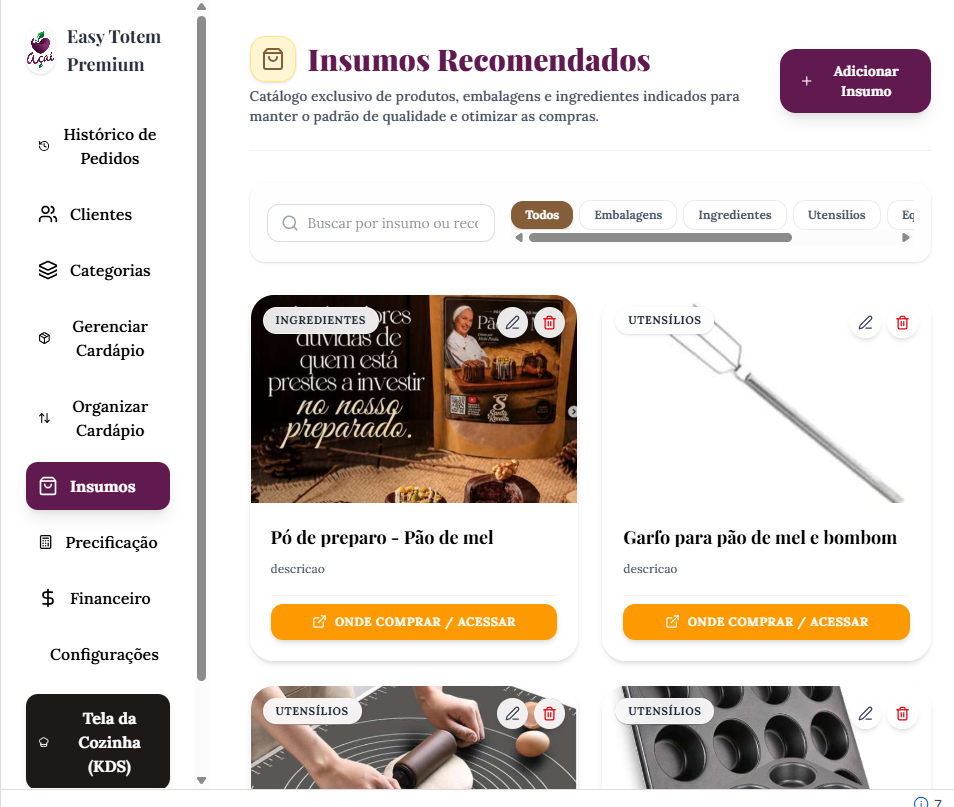 Easy Totem
Premium
Açaí
Histórico de
Pedidos
Clientes
Categorias
Gerenciar
Cardápio
Organizar
Cardápio
Insumos
Precificação
Financeiro
Configurações
Tela da
Cozinha
(KDS)
Insumos Recomendados
Catálogo exclusivo de produtos, embalagens e ingredientes indicados para
manter o padrão de qualidade e otimizar as compras.
+ Adicionar
Insumo
Buscar por insumo ou rec
Todos
Embalagens
Ingredientes
Utensílios
Eq
INGREDIENTES
dúvidas de
quem está
prestes a investir
no nosso
preparado.
Santa
Receita
Pó de preparo - Pão de mel
descricao
ONDE COMPRAR / ACESSAR
UTENSÍLIOS
Garfo para pão de mel e bombom
descricao
ONDE COMPRAR / ACESSAR
UTENSÍLIOS
UTENSÍLIOS
7